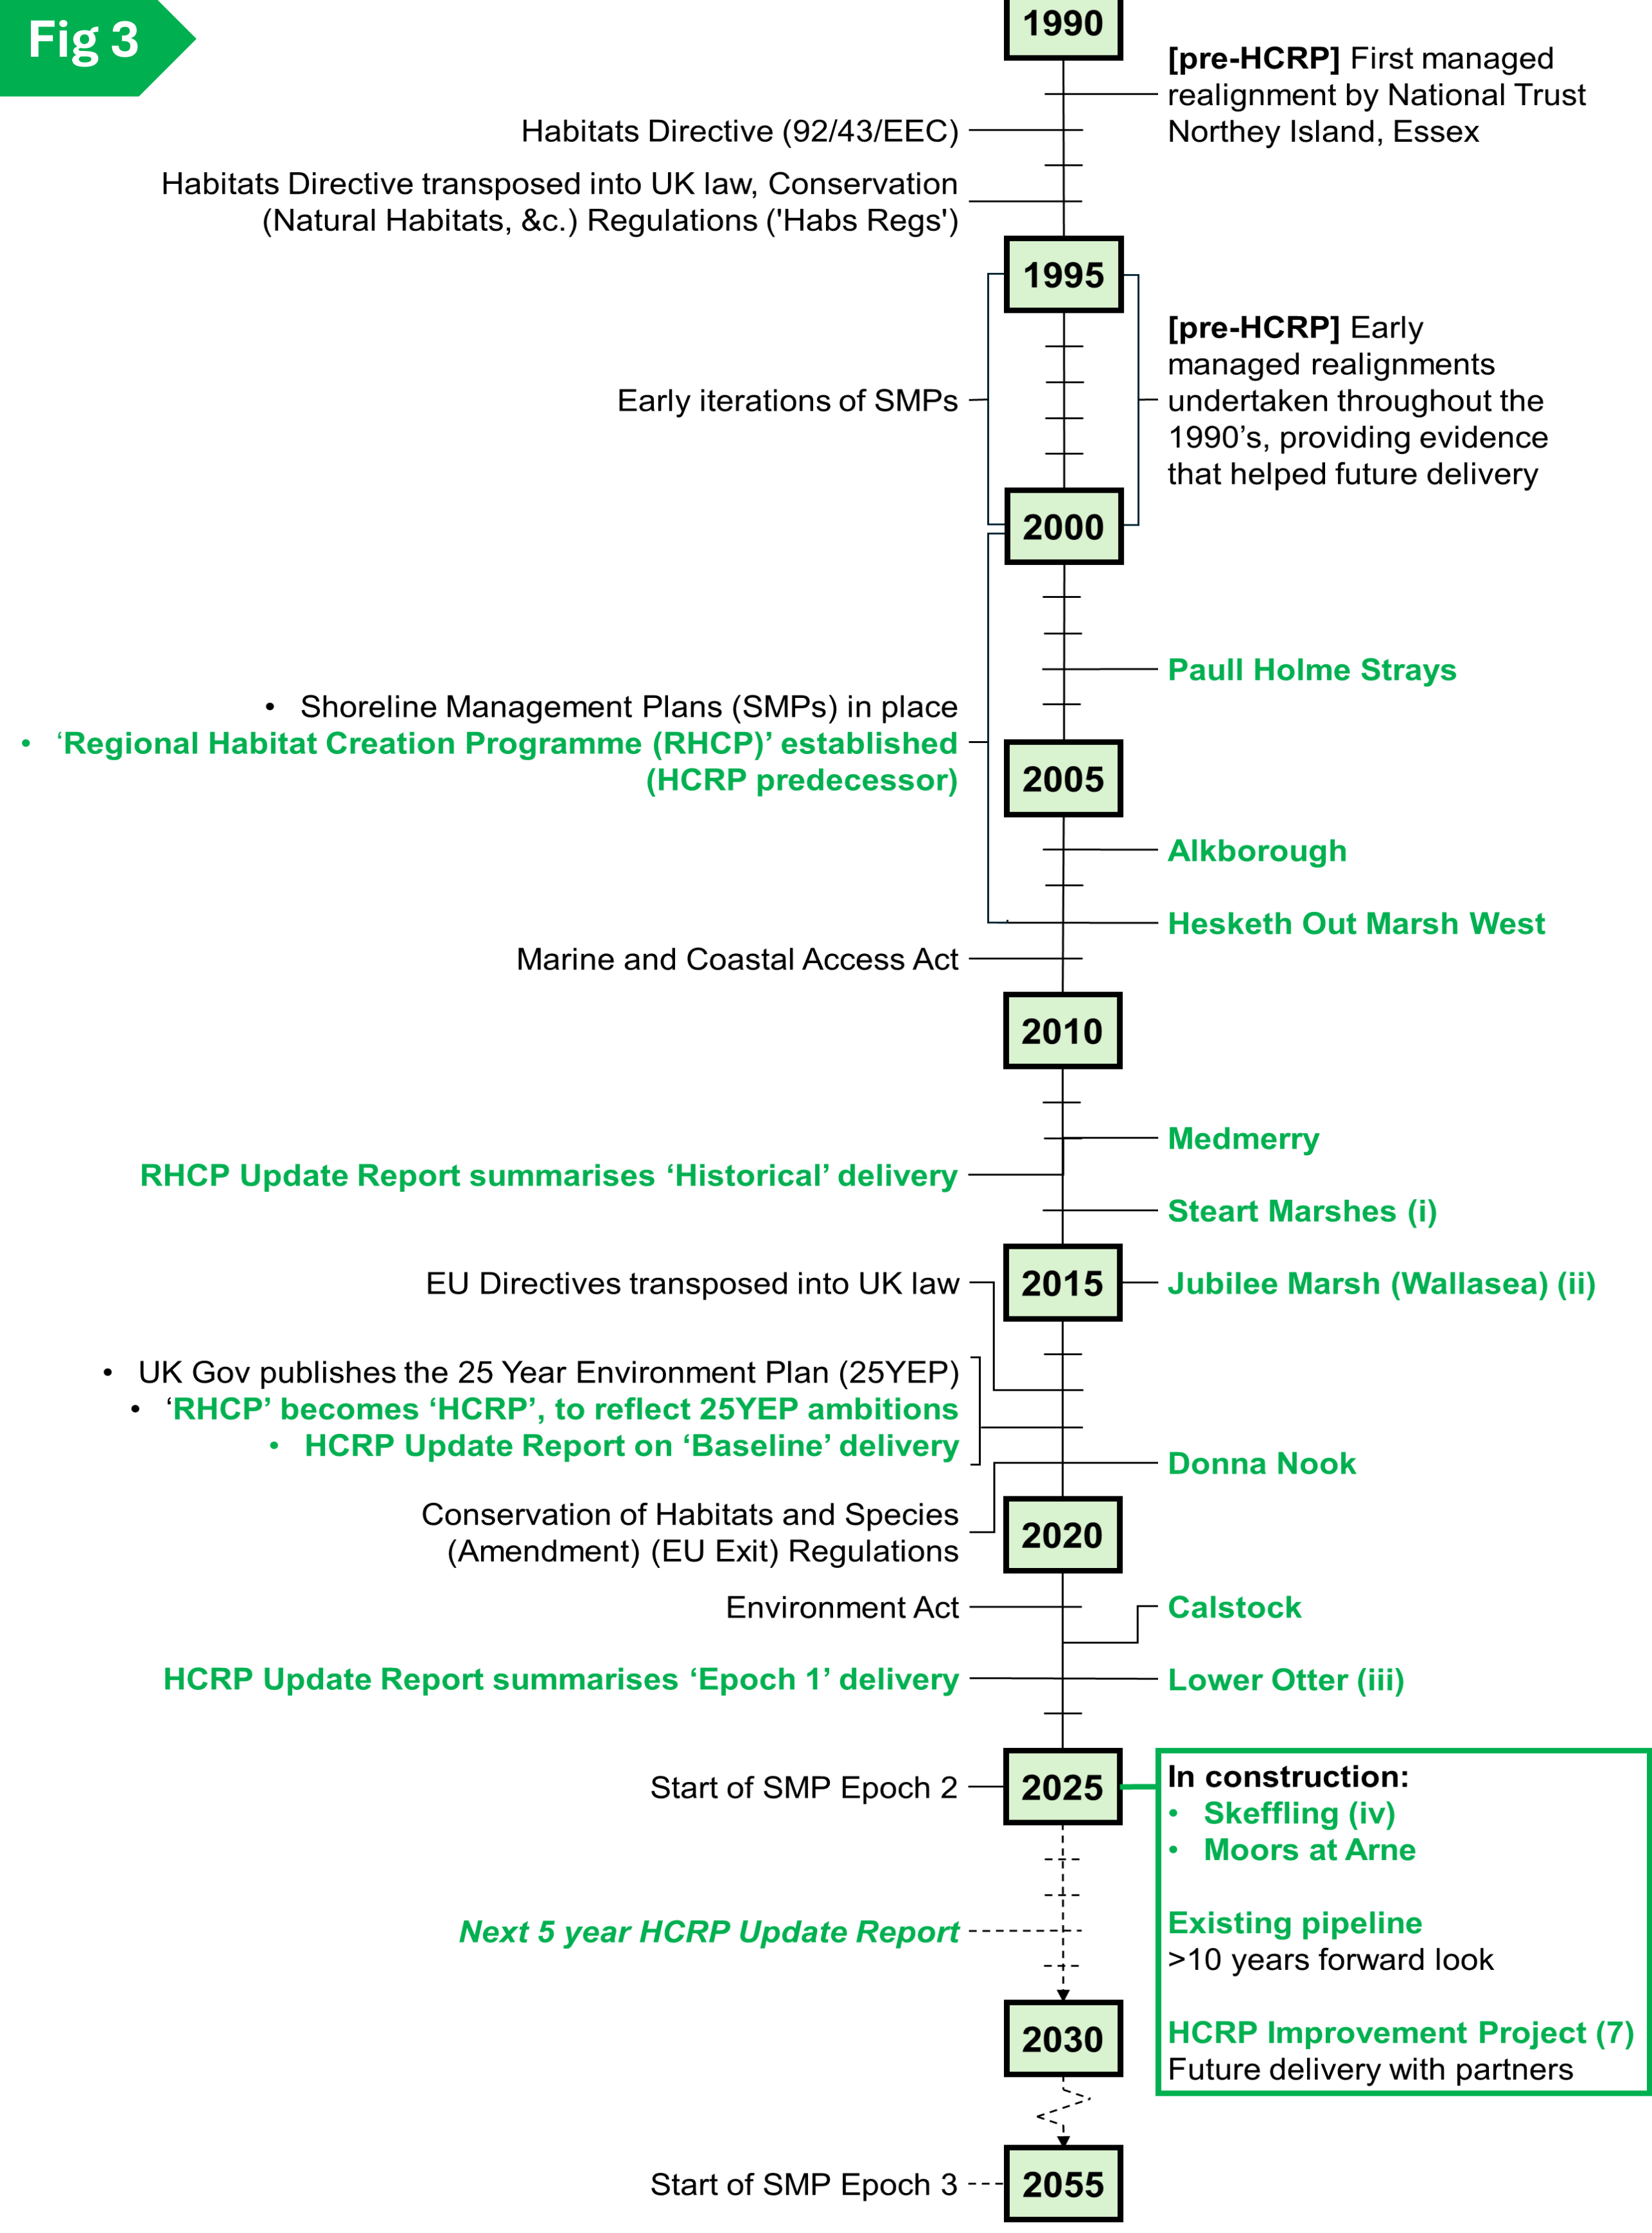 Fig 3
1990
[pre-HCRP] First managed
realignment by National Trust
Northey Island, Essex
Habitats Directive (92/43/EEC)
Habitats Directive transposed into UK law, Conservation
(Natural Habitats, &c.) Regulations ('Habs Regs')
1995
[pre-HCRP] Early
managed realignments
undertaken throughout the
1990’s, providing evidence
that helped future delivery
Early iterations of SMPs
2000
Paull Holme Strays
• Shoreline Management Plans (SMPs) in place
• ‘Regional Habitat Creation Programme (RHCP)’ established
(HCRP predecessor)
2005
Alkborough
Hesketh Out Marsh West
Marine and Coastal Access Act
2010
Medmerry
RHCP Update Report summarises ‘Historical’ delivery
Steart Marshes (i)
EU Directives transposed into UK law
2015
Jubilee Marsh (Wallasea) (ii)
• UK Gov publishes the 25 Year Environment Plan (25YEP)
• ‘RHCP’ becomes ‘HCRP’, to reflect 25YEP ambitions
• HCRP Update Report on ‘Baseline’ delivery
Donna Nook
Conservation of Habitats and Species
(Amendment) (EU Exit) Regulations
2020
Environment Act
Calstock
HCRP Update Report summarises ‘Epoch 1’ delivery
Lower Otter (iii)
Start of SMP Epoch 2
2025
In construction:
• Skeffling (iv)
• Moors at Arne
Existing pipeline
>10 years forward look
HCRP Improvement Project (7)
Future delivery with partners
Next 5 year HCRP Update Report
2030
Start of SMP Epoch 3
2055